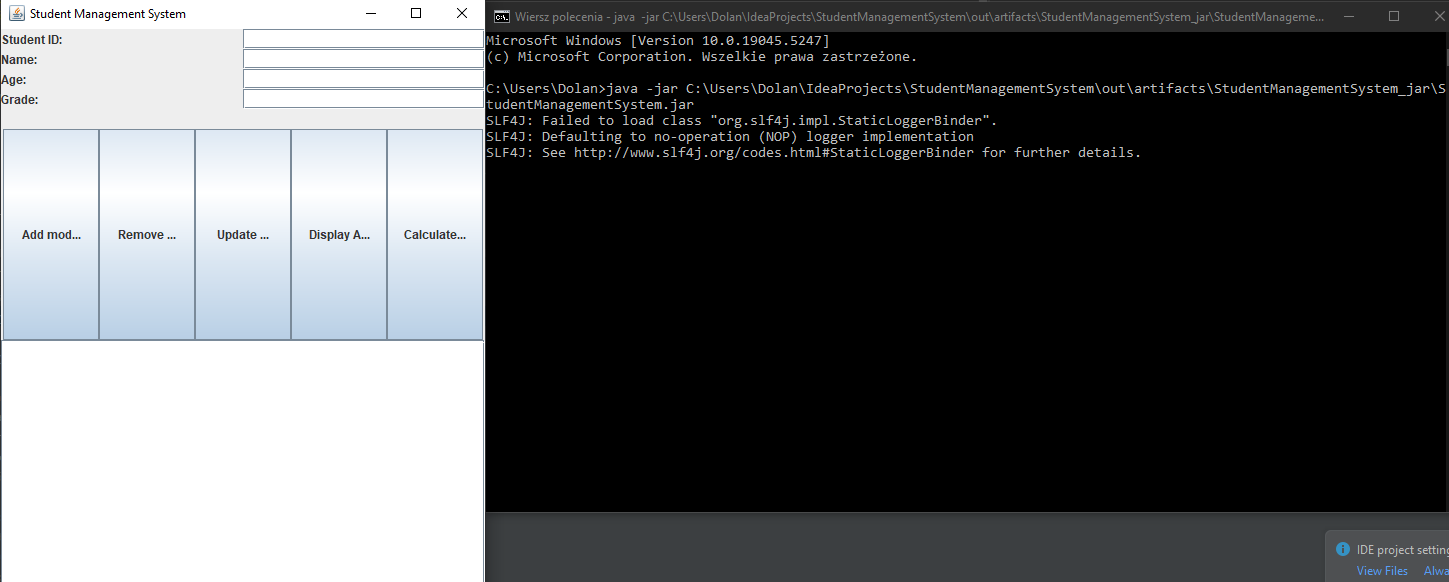 Student Management System
Student ID:
Name:
Age:
Grade:
Add mod...
Remove ...
Update ...
Display A...
Calculate...
Wiersz polecenia - java -jar C:\Users\Dolan\IdeaProjects\StudentManagementSystem\out\artifacts\StudentManagementSystem_jar\StudentManageme...
Microsoft Windows [Version 10.0.19045.5247]
(c) Microsoft Corporation. Wszelkie prawa zastrzeżone.
C:\Users\Dolan>java -jar C:\Users\Dolan\IdeaProjects\StudentManagementSystem\out\artifacts\StudentManagementSystem_jar\S
tudentManagementSystem.jar
SLF4J: Failed to load class "org.slf4j.impl.StaticLoggerBinder".
SLF4J: Defaulting to no-operation (NOP) logger implementation
SLF4J: See http://www.slf4j.org/codes.html#StaticLoggerBinder for further details.
IDE project setting
View Files Alwa